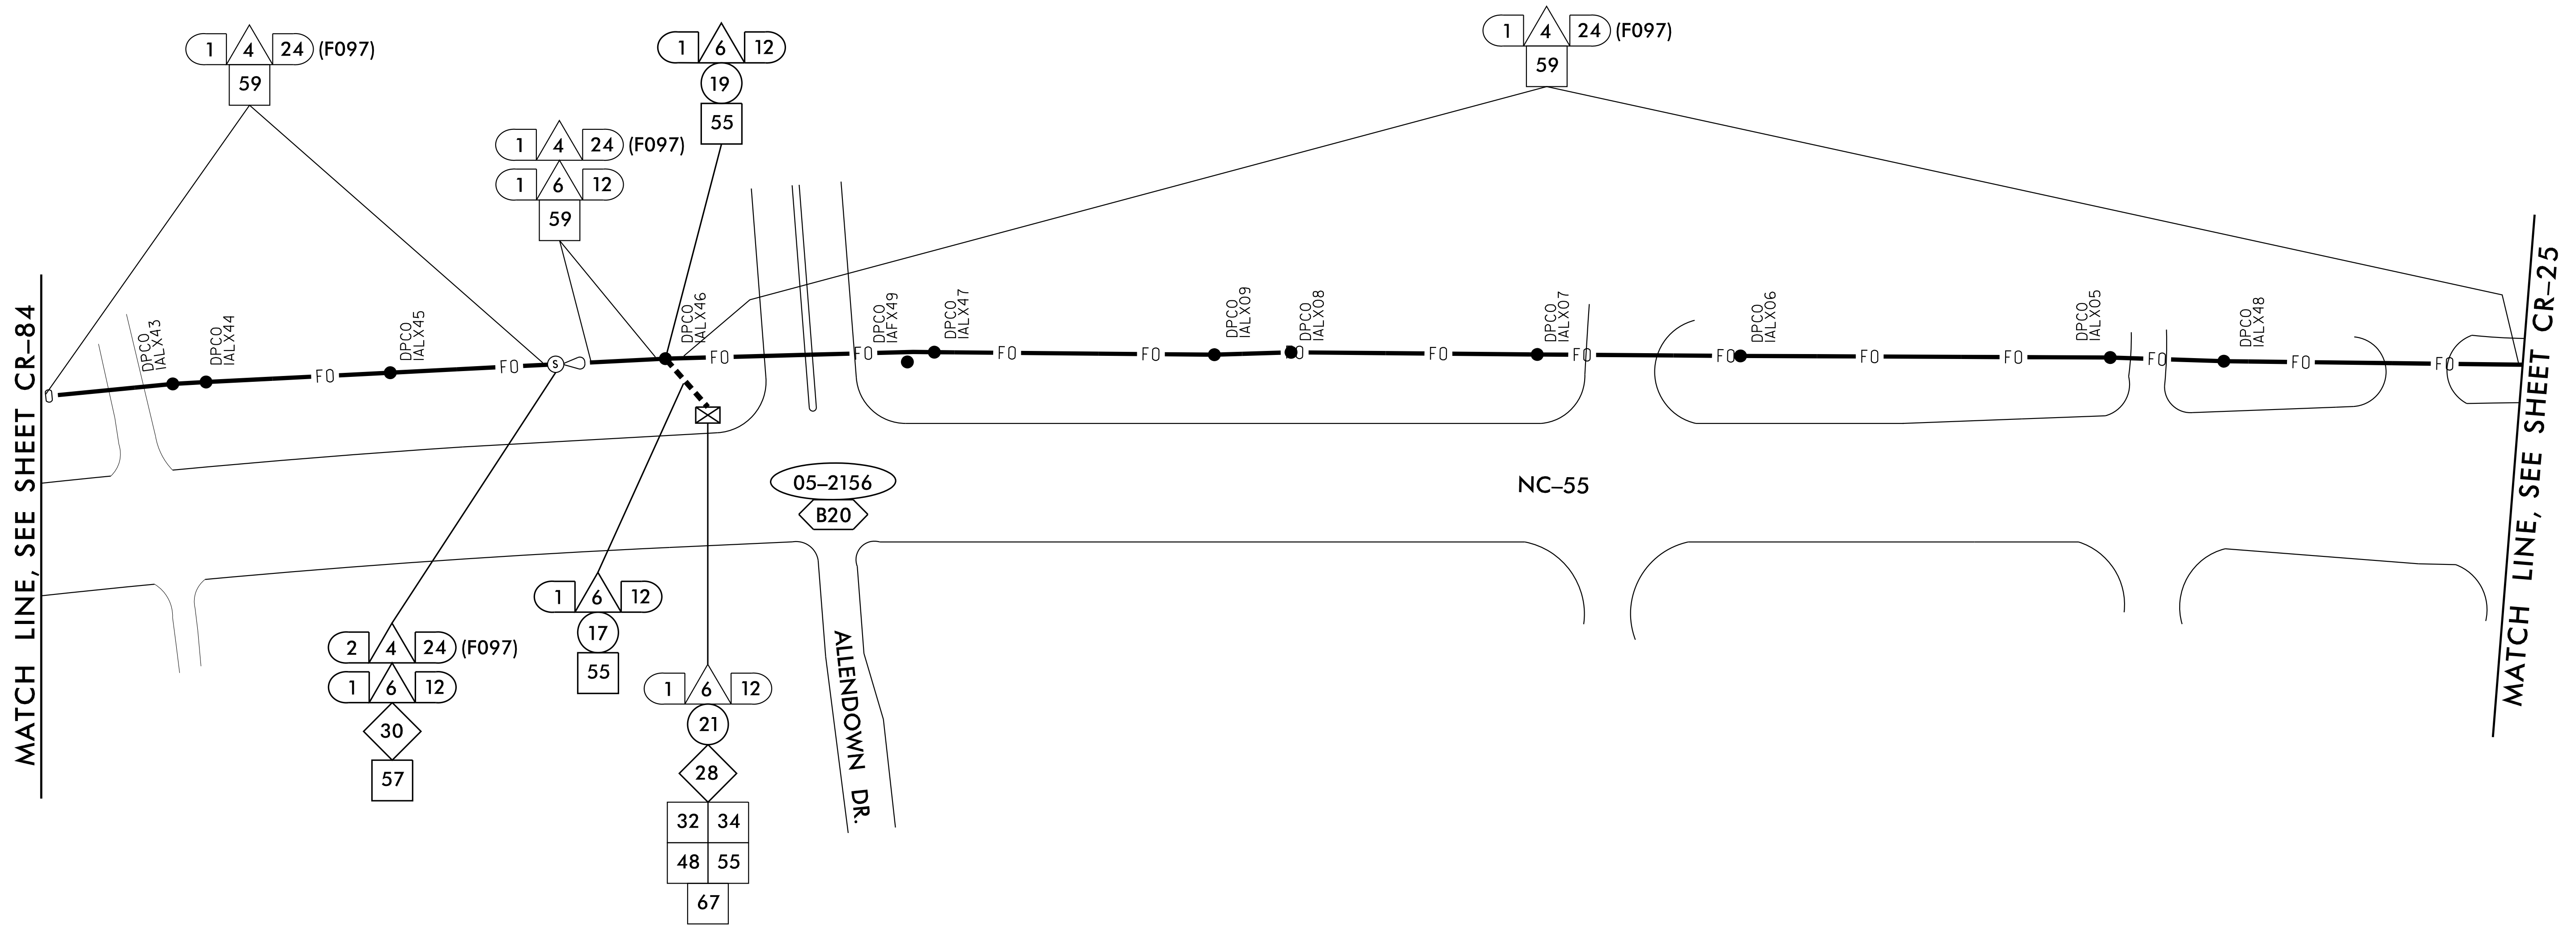 1 4 24 (F097)
59
1 6 12
19
55
1 4 24 (F097)
59
1 4 24 (F097)
1 6 12
59
MATCH LINE, SEE SHEET CR–84
DPCO
IALX43
DPCO
IALX44
DPCO
IALX45
DPCO
IALX46
DPCO
IAFX49
DPCO
IALX47
DPCO
IALX09
DPCO
IALX08
DPCO
IALX07
DPCO
IALX06
DPCO
IALX05
DPCO
IALX48
MATCH LINE, SEE SHEET CR–25
O FO FO S FO FO FO FO FO FO FO FO FO FO FO FO FO
05–2156
B20
NC–55
ALLENDOWN DR.
2 4 24 (F097)
1 6 12
30
57
1 6 12
17
55
1 6 12
21
28
32 34
48 55
67